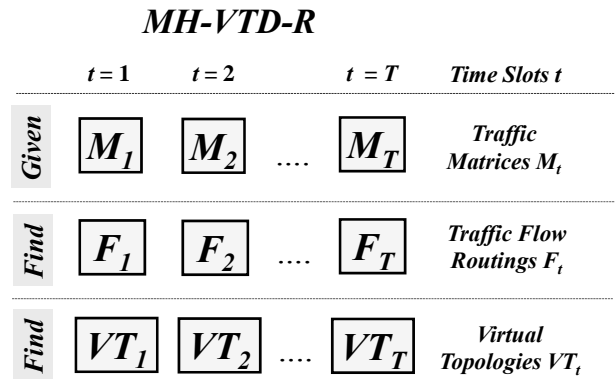 MH-VTD-R
t = 1 t = 2 t = T Time Slots t
Given M1 M2 .... MT Traffic
Matrices Mt
Find F1 F2 .... FT Traffic Flow
Routings Ft
Find VT1 VT2 .... VTT Virtual
Topologies VTt